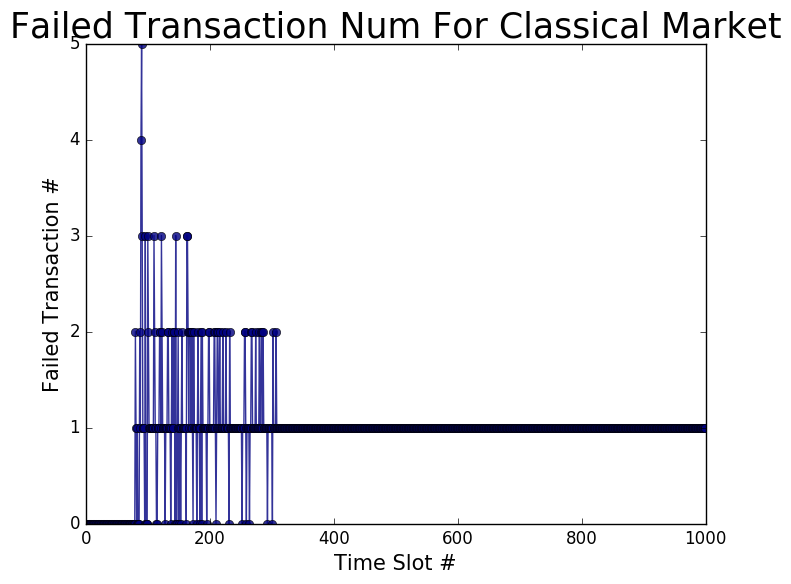 Failed Transaction Num For Classical Market
5
4
3
2
1
0
Failed Transaction #
0 200 400 600 800 1000
Time Slot #